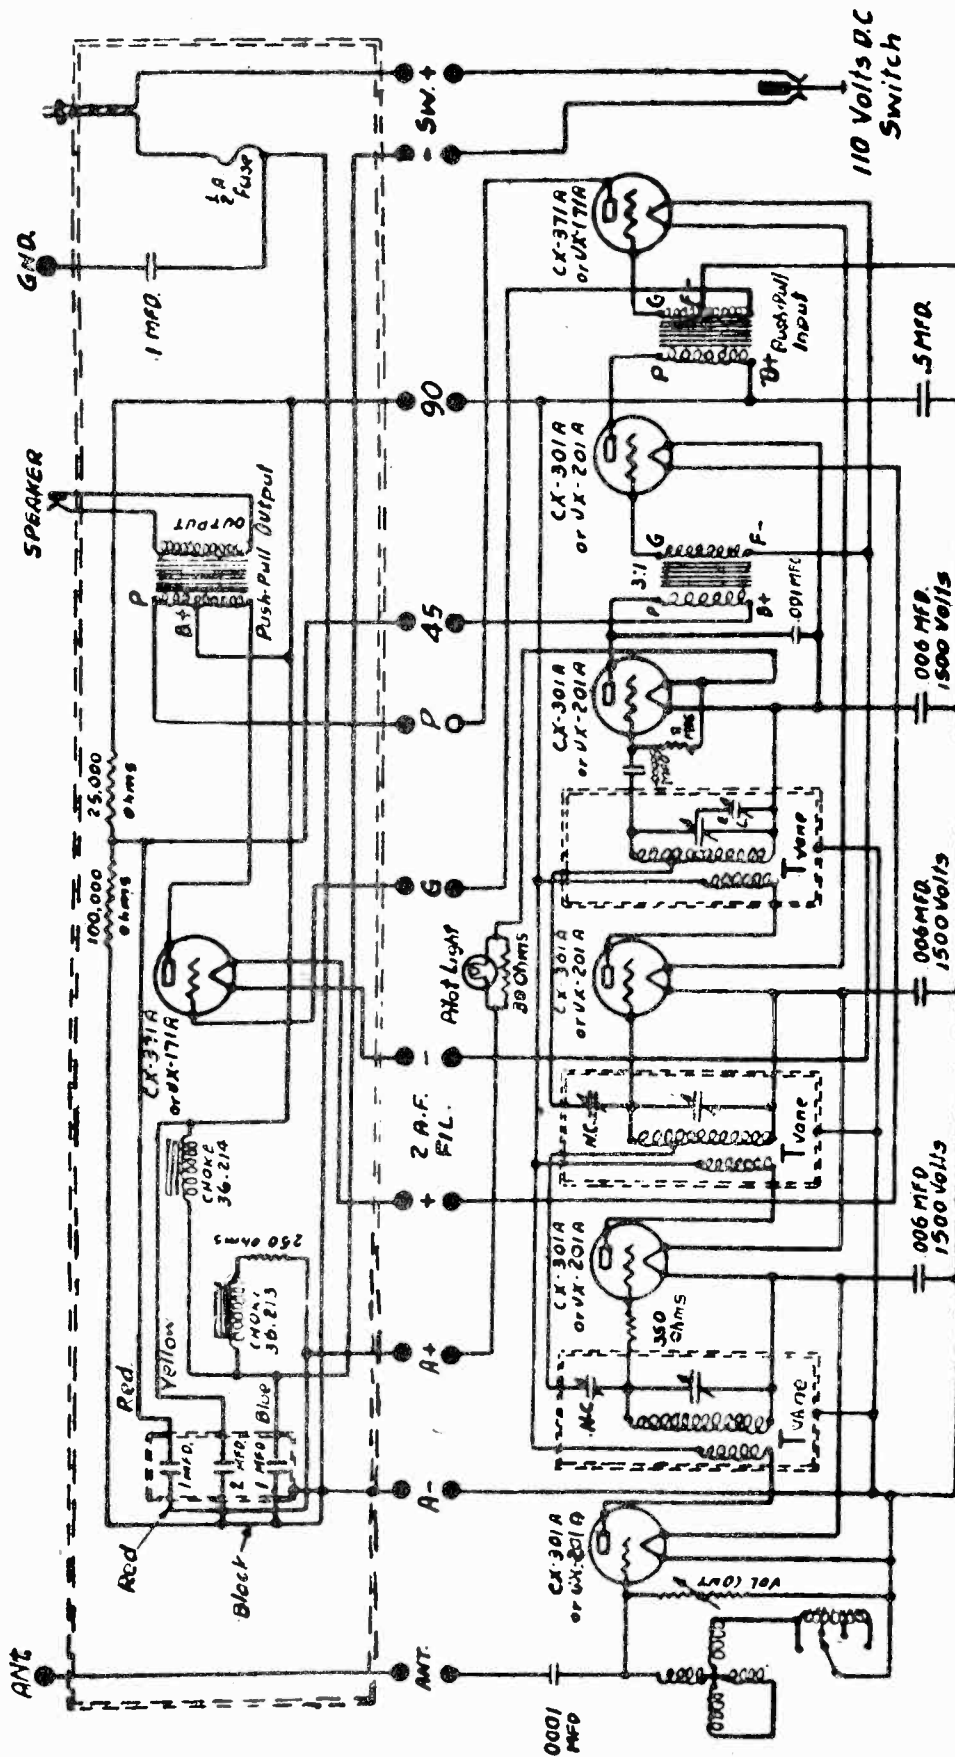 ANT
GND.
SPEAKER
.1 MFD.
1/2 A
Fuse
OUTPUT
P
B+
Push-Pull Output
25,000
ohms
100,000
ohms
CX-371A
or UX-171A
CHOKE
36.214
250 ohms
CHOKE
36.213
Red
Yellow
Blue
1 MFD.
2 MFD.
1 MFD
Red
Black
ANT.
A-
A+
+
2 A.F.
FIL.
-
G
P
45
90
-
SW.
+
110 Volts D.C
Switch
.0001
MFD
VOL CONT
CX-301A
or UX-201A
N.C.
T Vane
350
ohms
CX-301A
or UX-201A
N.C.
T Vane
CX-301A
or UX-201A
Pilot Light
30 Ohms
T Vane
2
MEG
CX-301A
or UX-201A
.001 MFD
P
B+
3:1
G
F-
CX-301A
or UX-201A
P
B+
G
F-
Push-Pull
Input
CX-371A
or UX-171A
.006 MFD
1500 Volts
.006 MFD.
1500 Volts
.006 MFD.
1500 Volts
.5 MFD.